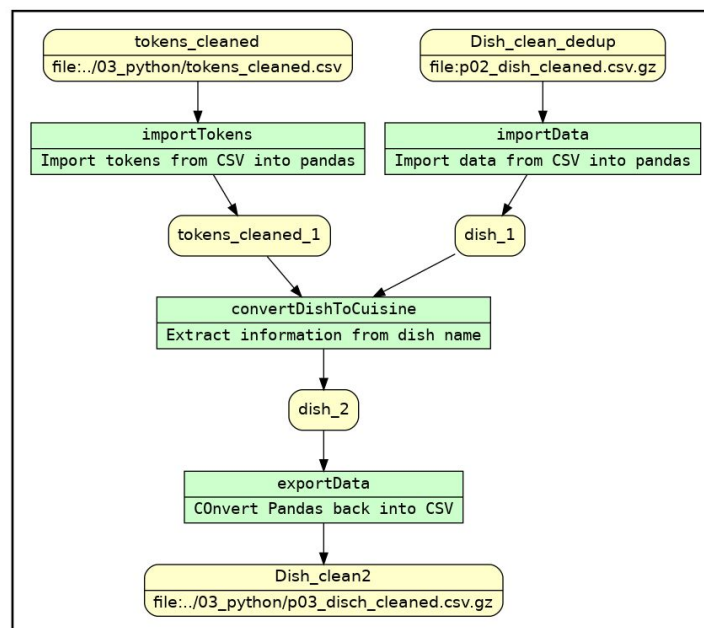 tokens_cleaned
file:../03_python/tokens_cleaned.csv
Dish_clean_dedup
file:p02_dish_cleaned.csv.gz
importTokens
Import tokens from CSV into pandas
importData
Import data from CSV into pandas
tokens_cleaned_1
dish_1
convertDishToCuisine
Extract information from dish name
dish_2
exportData
COnvert Pandas back into CSV
Dish_clean2
file:../03_python/p03_disch_cleaned.csv.gz